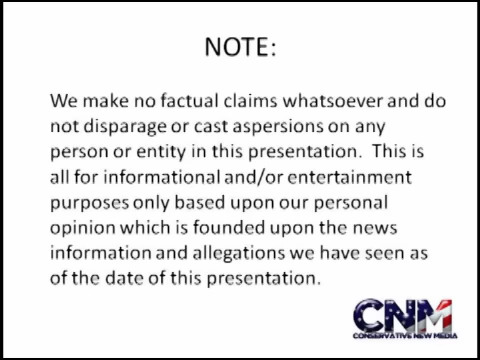 NOTE:
We make no factual claims whatsoever and do
not disparage or cast aspersions on any
person or entity in this presentation.  This is
all for informational and/or entertainment
purposes only based upon our personal
opinion which is founded upon the news
information and allegations we have seen as
of the date of this presentation.
CNM
CONSERVATIVE NEW MEDIA